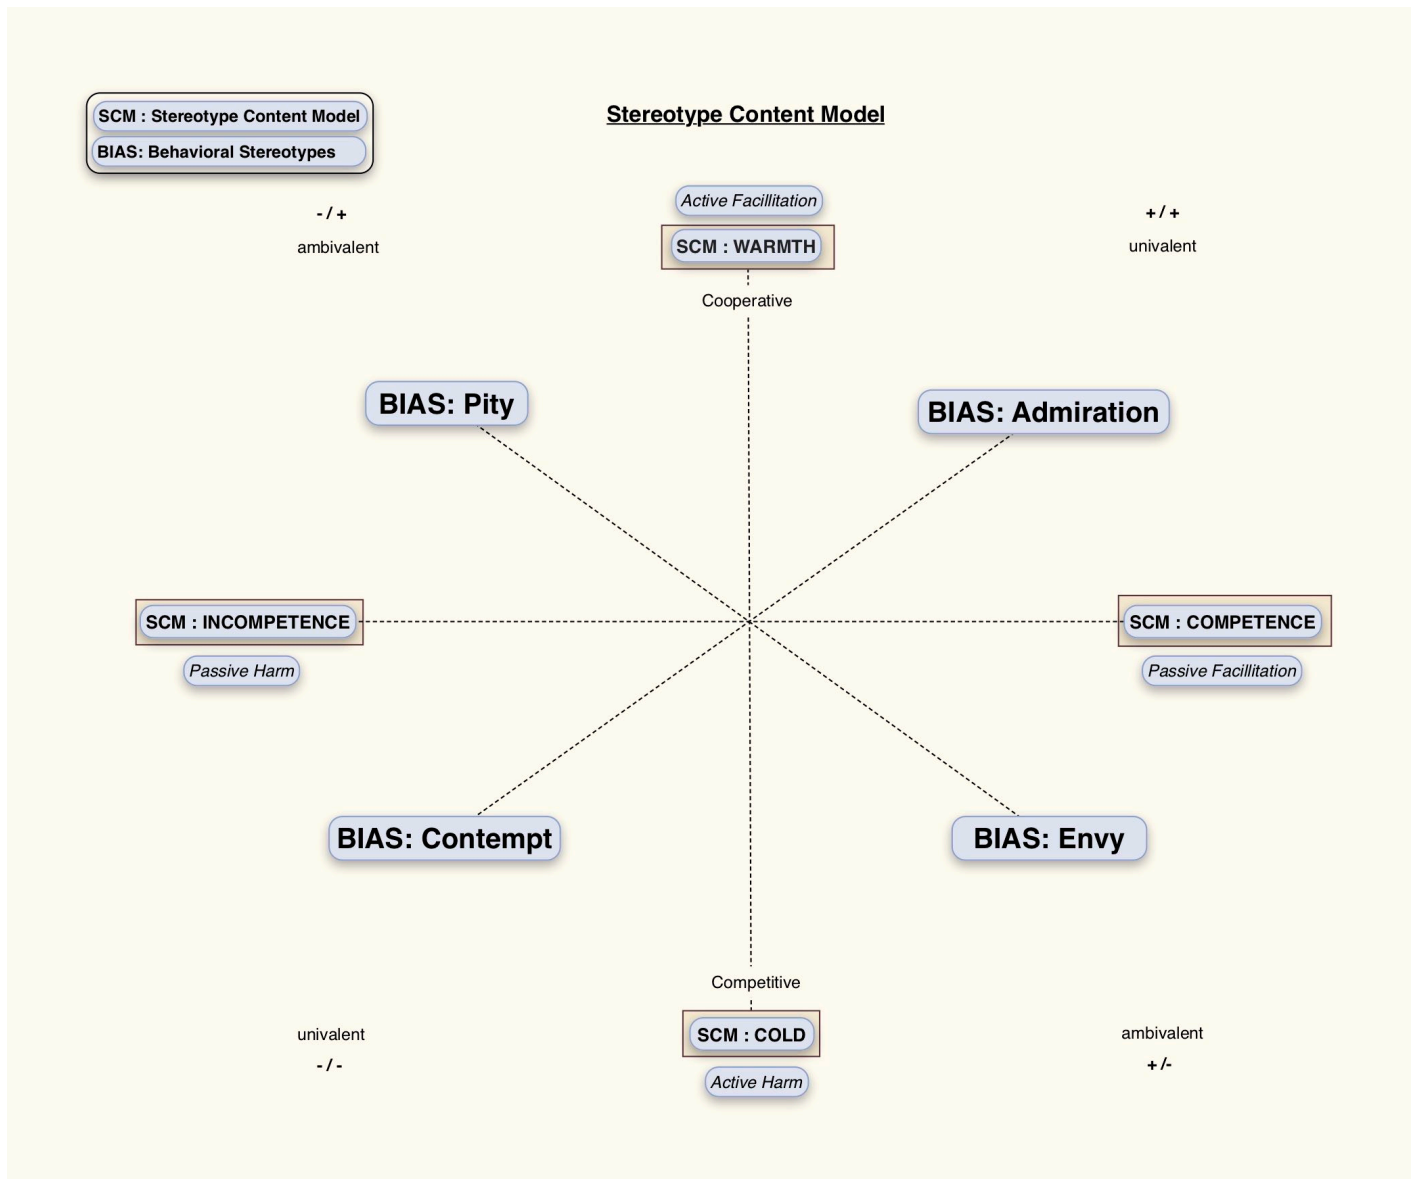 SCM : Stereotype Content Model
BIAS: Behavioral Stereotypes
Stereotype Content Model
- / +
ambivalent
Active Facillitation
SCM : WARMTH
Cooperative
+ / +
univalent
BIAS: Pity
BIAS: Admiration
SCM : INCOMPETENCE
Passive Harm
SCM : COMPETENCE
Passive Facillitation
BIAS: Contempt
BIAS: Envy
Competitive
SCM : COLD
Active Harm
univalent
- / -
ambivalent
+ /-